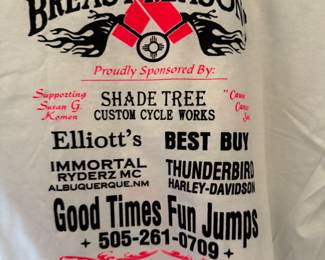 Proudly Sponsored By:
Supporting
Susan G.
Komen
SHADE TREE
CUSTOM CYCLE WORKS
Elliott's
BEST BUY
IMMORTAL
RYDERZ MC
ALBUQUERQUE.NM
THUNDERBIRD
HARLEY-DAVIDSON
Good Times Fun Jumps
505-261-0709